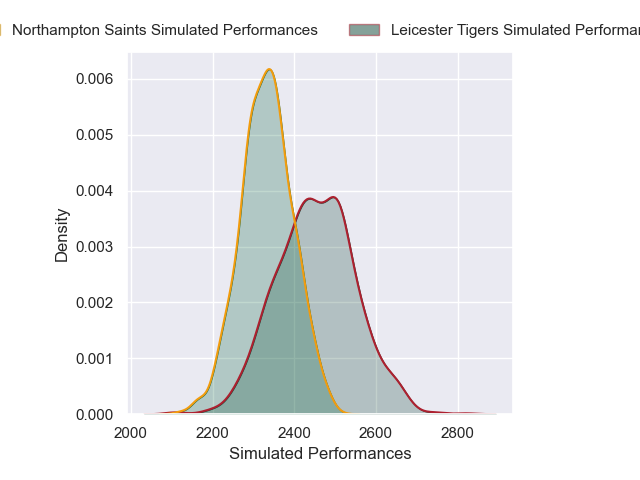 Northampton Saints Simulated Performances
Leicester Tigers Simulated
0.006
0.005
0.004
0.003
0.002
0.001
0.000
Density
2000 2200 2400 2600 2800
Simulated Performances